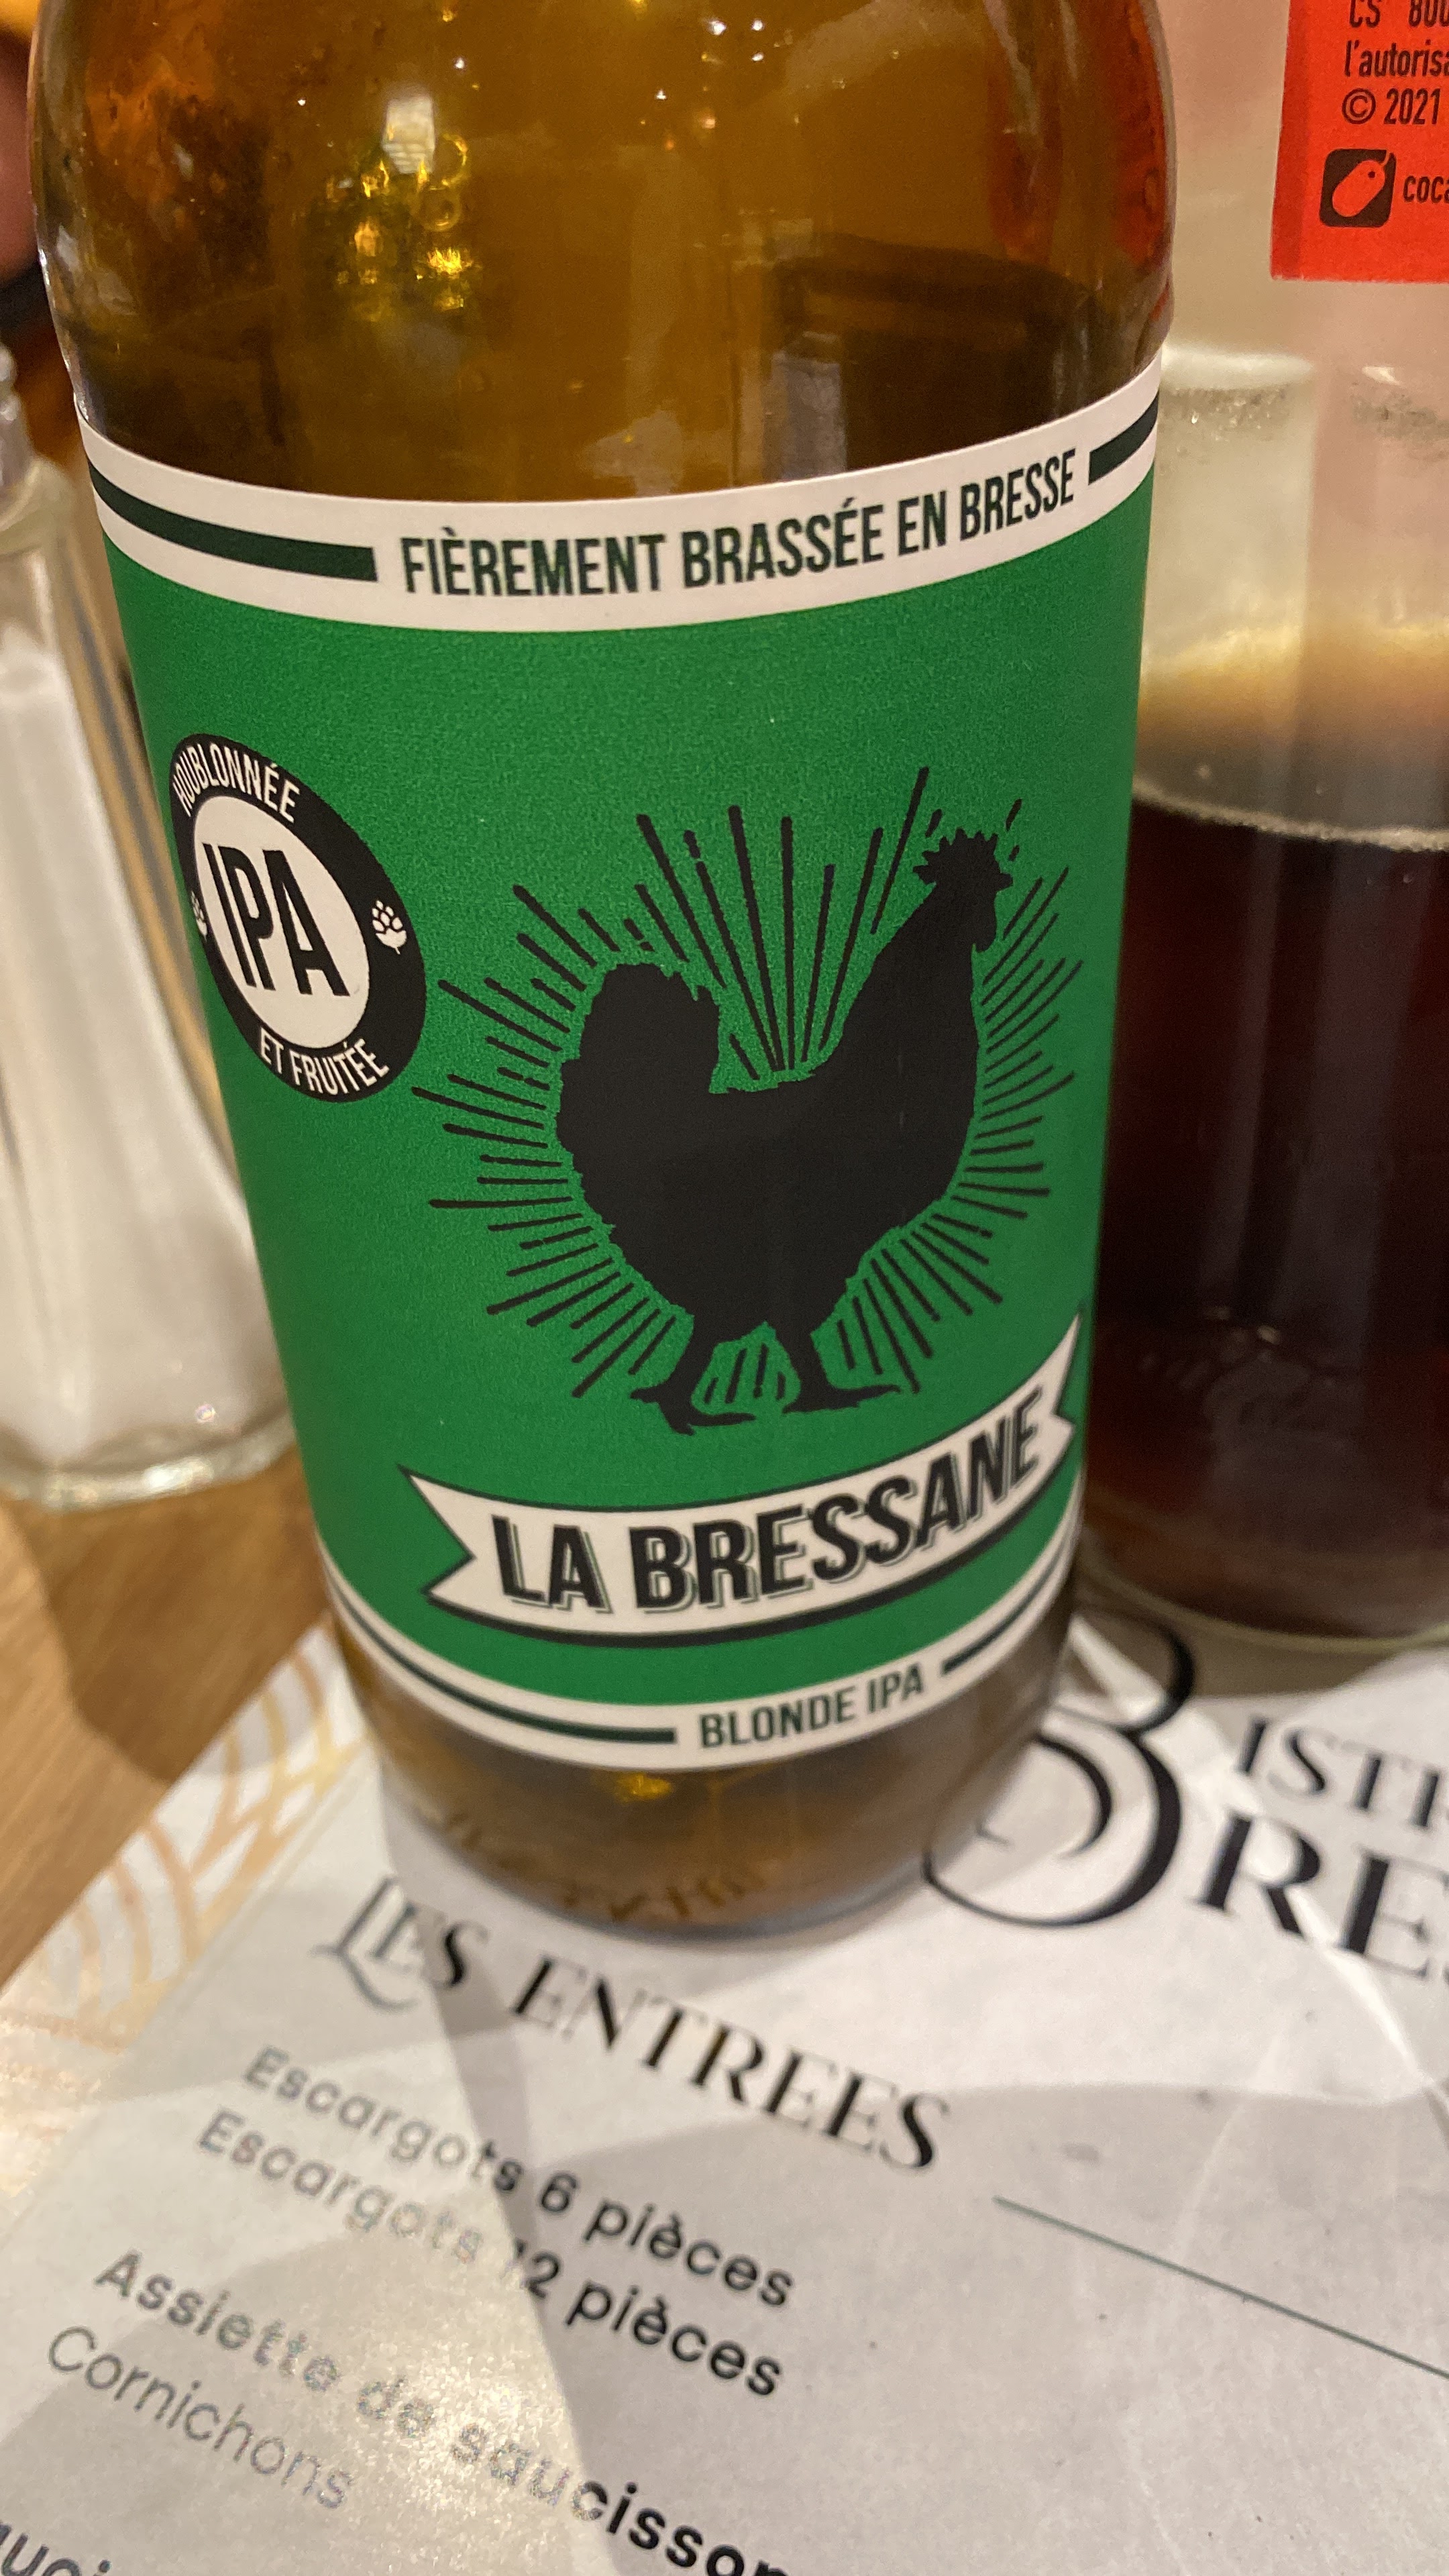 l'autoris
© 2021
FIÈREMENT BRASSÉE EN BRESSE
HOUBLONNÉE
IPA
ET FRUITÉE
LA BRESSANE
BLONDE IPA
LES ENTREES
Escargots 6 pièces
Escargots 12 pièces
Assiette de saucisson
Cornichons